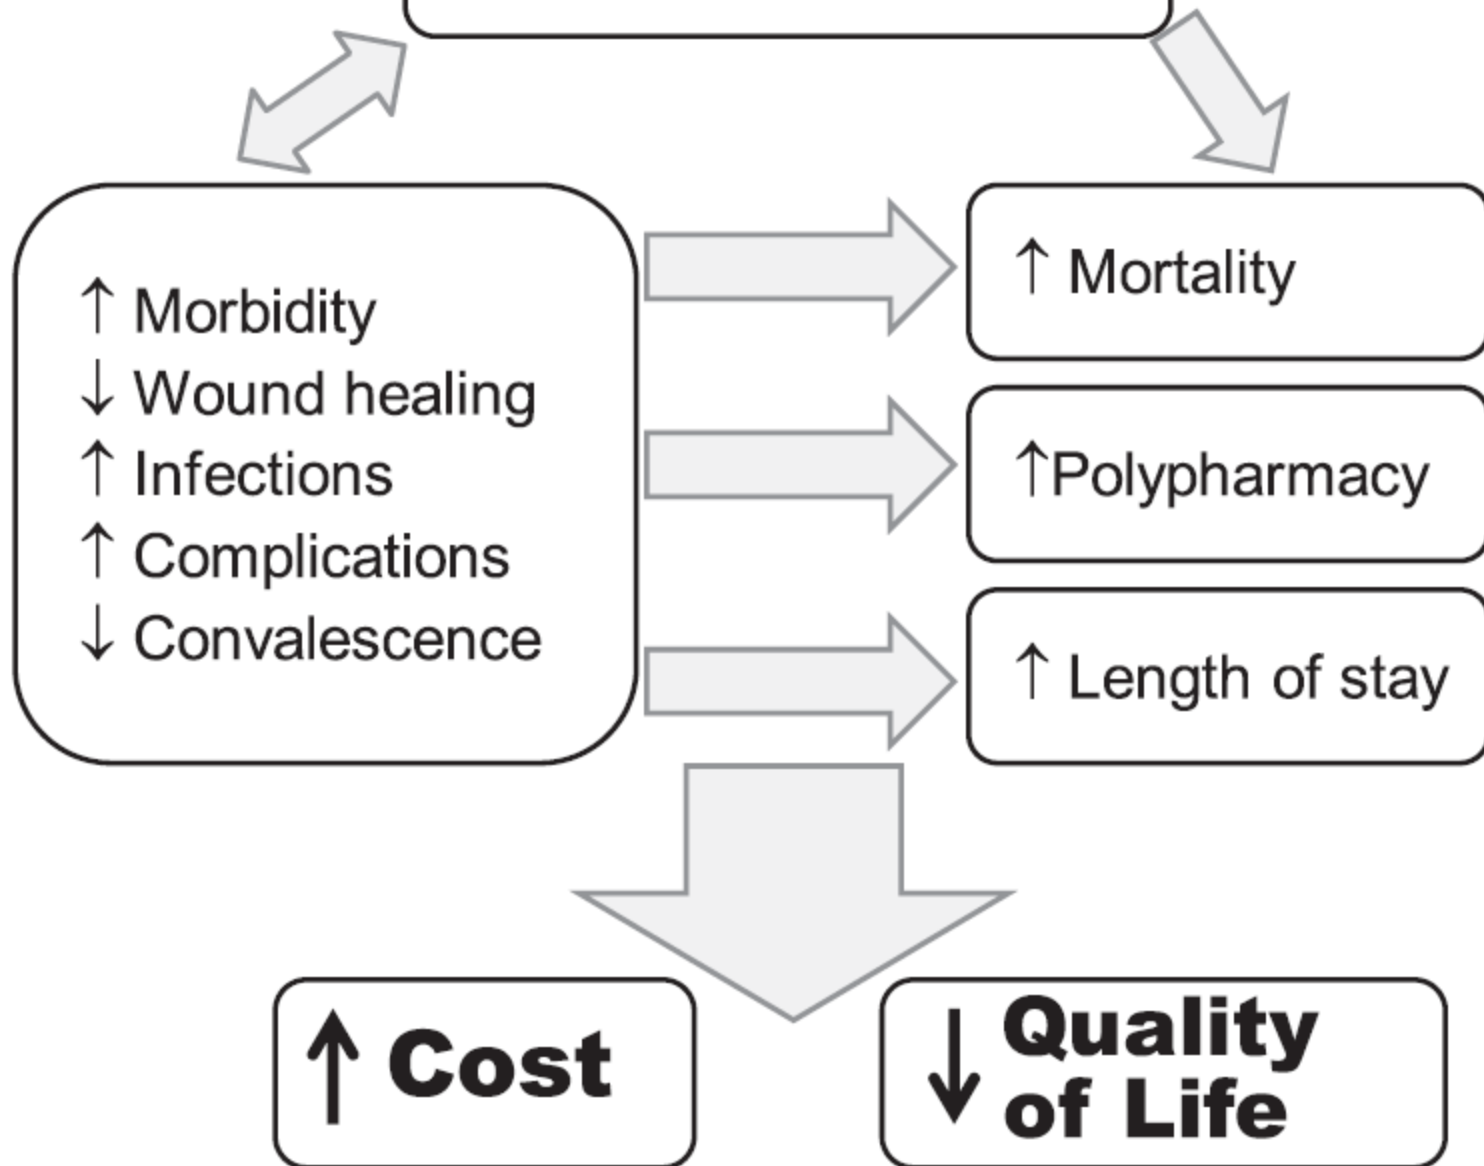 ↑ Morbidity
↓ Wound healing
↑ Infections
↑ Complications
↓ Convalescence
↑ Mortality
↑Polypharmacy
↑ Length of stay
↑ Cost
↓ Quality
of Life